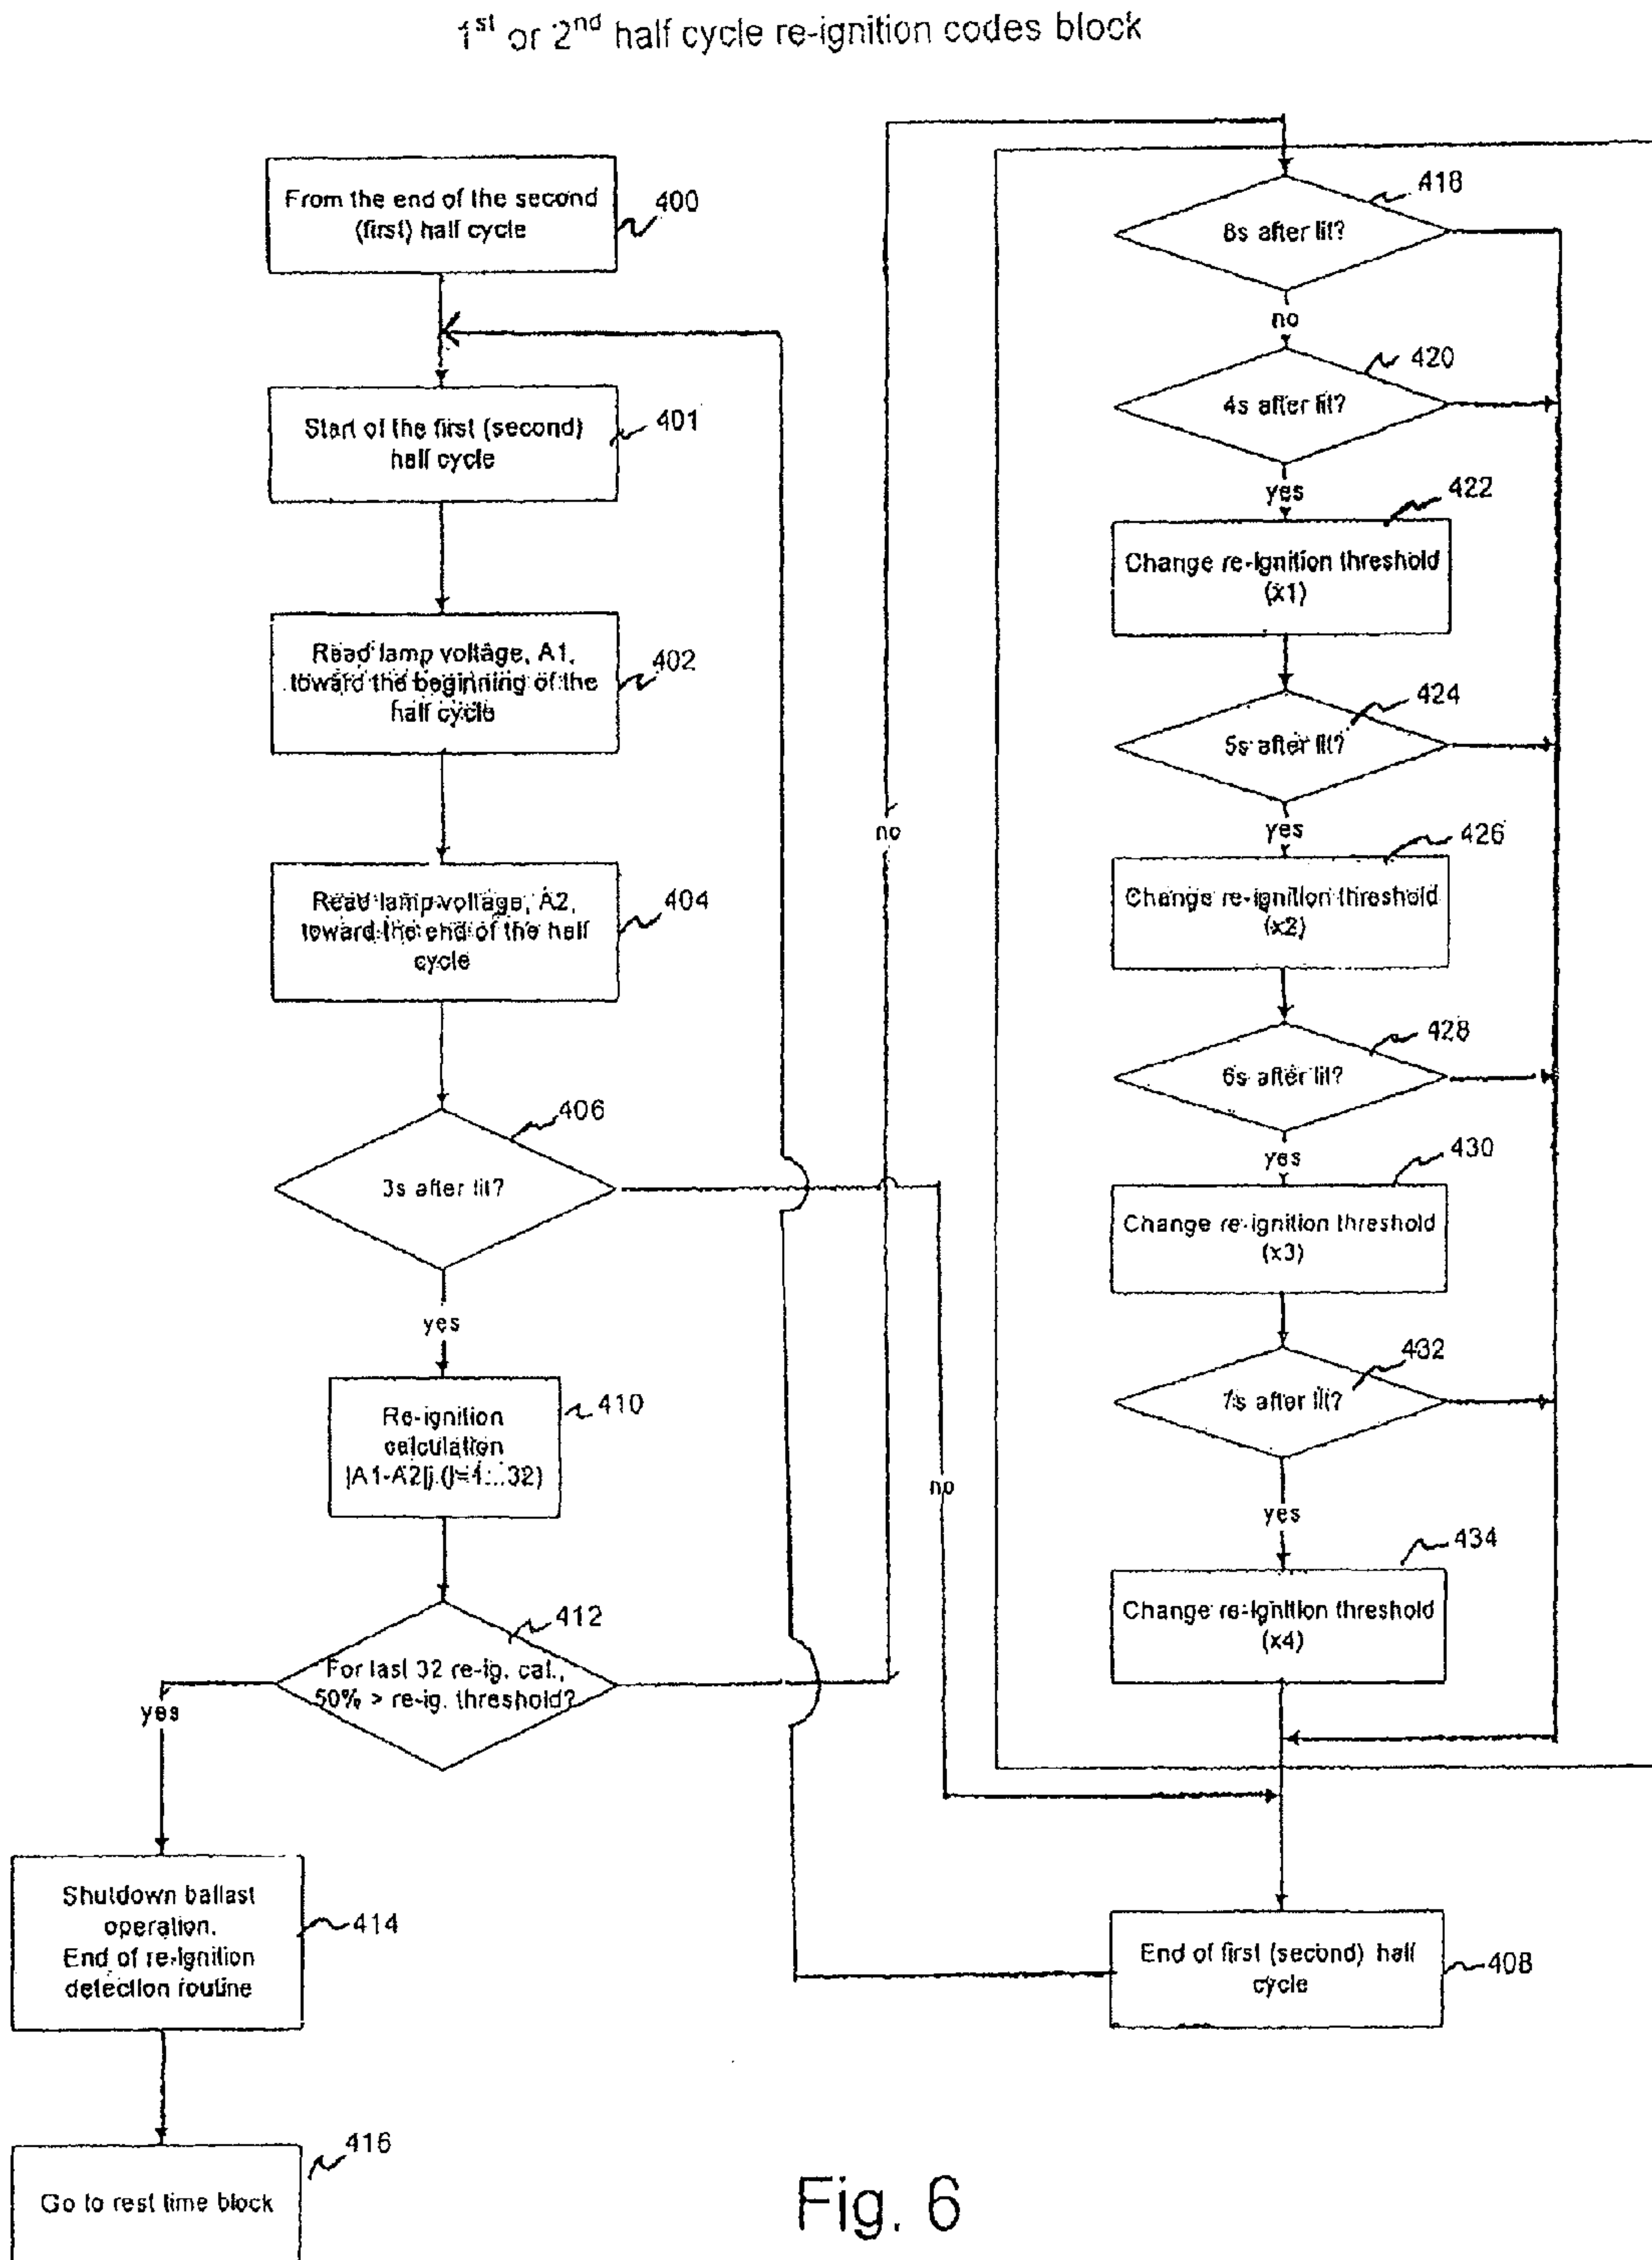 1st or 2nd half cycle re-ignition codes block
From the end of the second
(first) half cycle
400
Start of the first (second)
half cycle
401
Read lamp voltage, A1,
toward the beginning of the
half cycle
402
Read lamp voltage, A2,
toward the end of the half
cycle
404
3s after lit?
406
yes
no
Re-ignition
calculation
|A1-A2|j (j=1...32)
410
For last 32 re-ig. cal.,
50% > re-ig. threshold?
412
yes
no
Shutdown ballast
operation.
End of re-ignition
detection routine
414
Go to rest time block
416
8s after lit?
418
no
4s after lit?
420
yes
Change re-ignition threshold
(x1)
422
5s after lit?
424
yes
Change re-ignition threshold
(x2)
426
6s after lit?
428
yes
Change re-ignition threshold
(x3)
430
7s after lit?
432
yes
Change re-ignition threshold
(x4)
434
End of first (second) half
cycle
408
Fig. 6